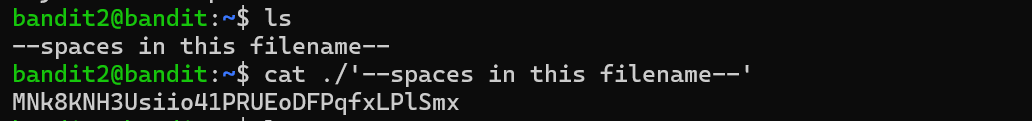 bandit2@bandit:~$ ls
--spaces in this filename--
bandit2@bandit:~$ cat ./'--spaces in this filename--'
MNk8KNH3Usiio41PRUEoDFPqfxLPlSmx